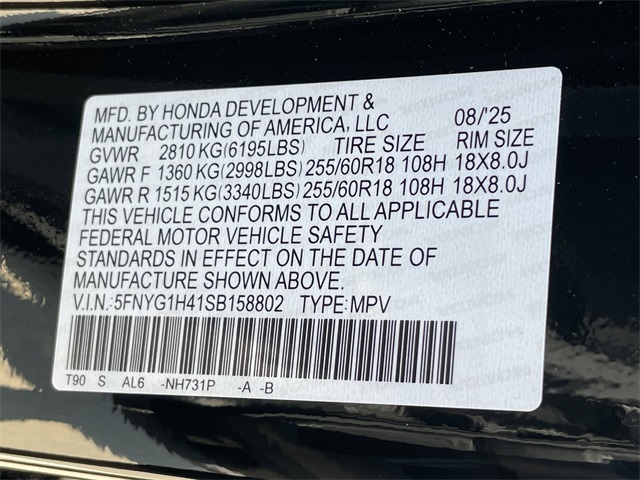 MFD. BY HONDA DEVELOPMENT &
MANUFACTURING OF AMERICA, LLC 08/'25
GVWR 2810 KG(6195LBS) TIRE SIZE RIM SIZE
GAWR F 1360 KG(2998LBS) 255/60R18 108H 18X8.0J
GAWR R 1515 KG(3340LBS) 255/60R18 108H 18X8.0J
THIS VEHICLE CONFORMS TO ALL APPLICABLE
FEDERAL MOTOR VEHICLE SAFETY
STANDARDS IN EFFECT ON THE DATE OF
MANUFACTURE SHOWN ABOVE.
V.I.N.:5FNYG1H41SB158802 TYPE:MPV
T90 S AL6 -NH731P -A -B